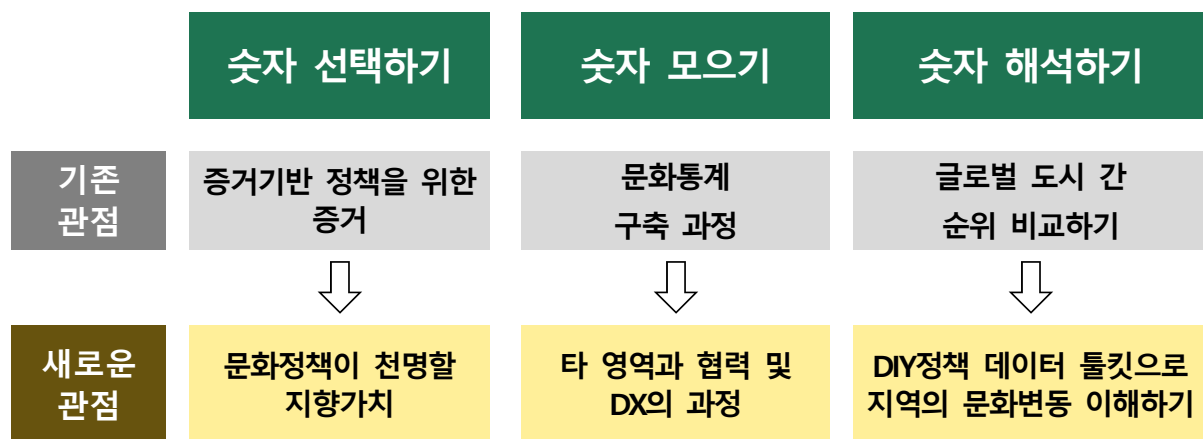 숫자 선택하기
숫자 모으기
숫자 해석하기
기존
관점
증거기반 정책을 위한
증거
문화통계
구축 과정
글로벌 도시 간
순위 비교하기
새로운
관점
문화정책이 천명할
지향가치
타 영역과 협력 및
DX의 과정
DIY정책 데이터 툴킷으로
지역의 문화변동 이해하기